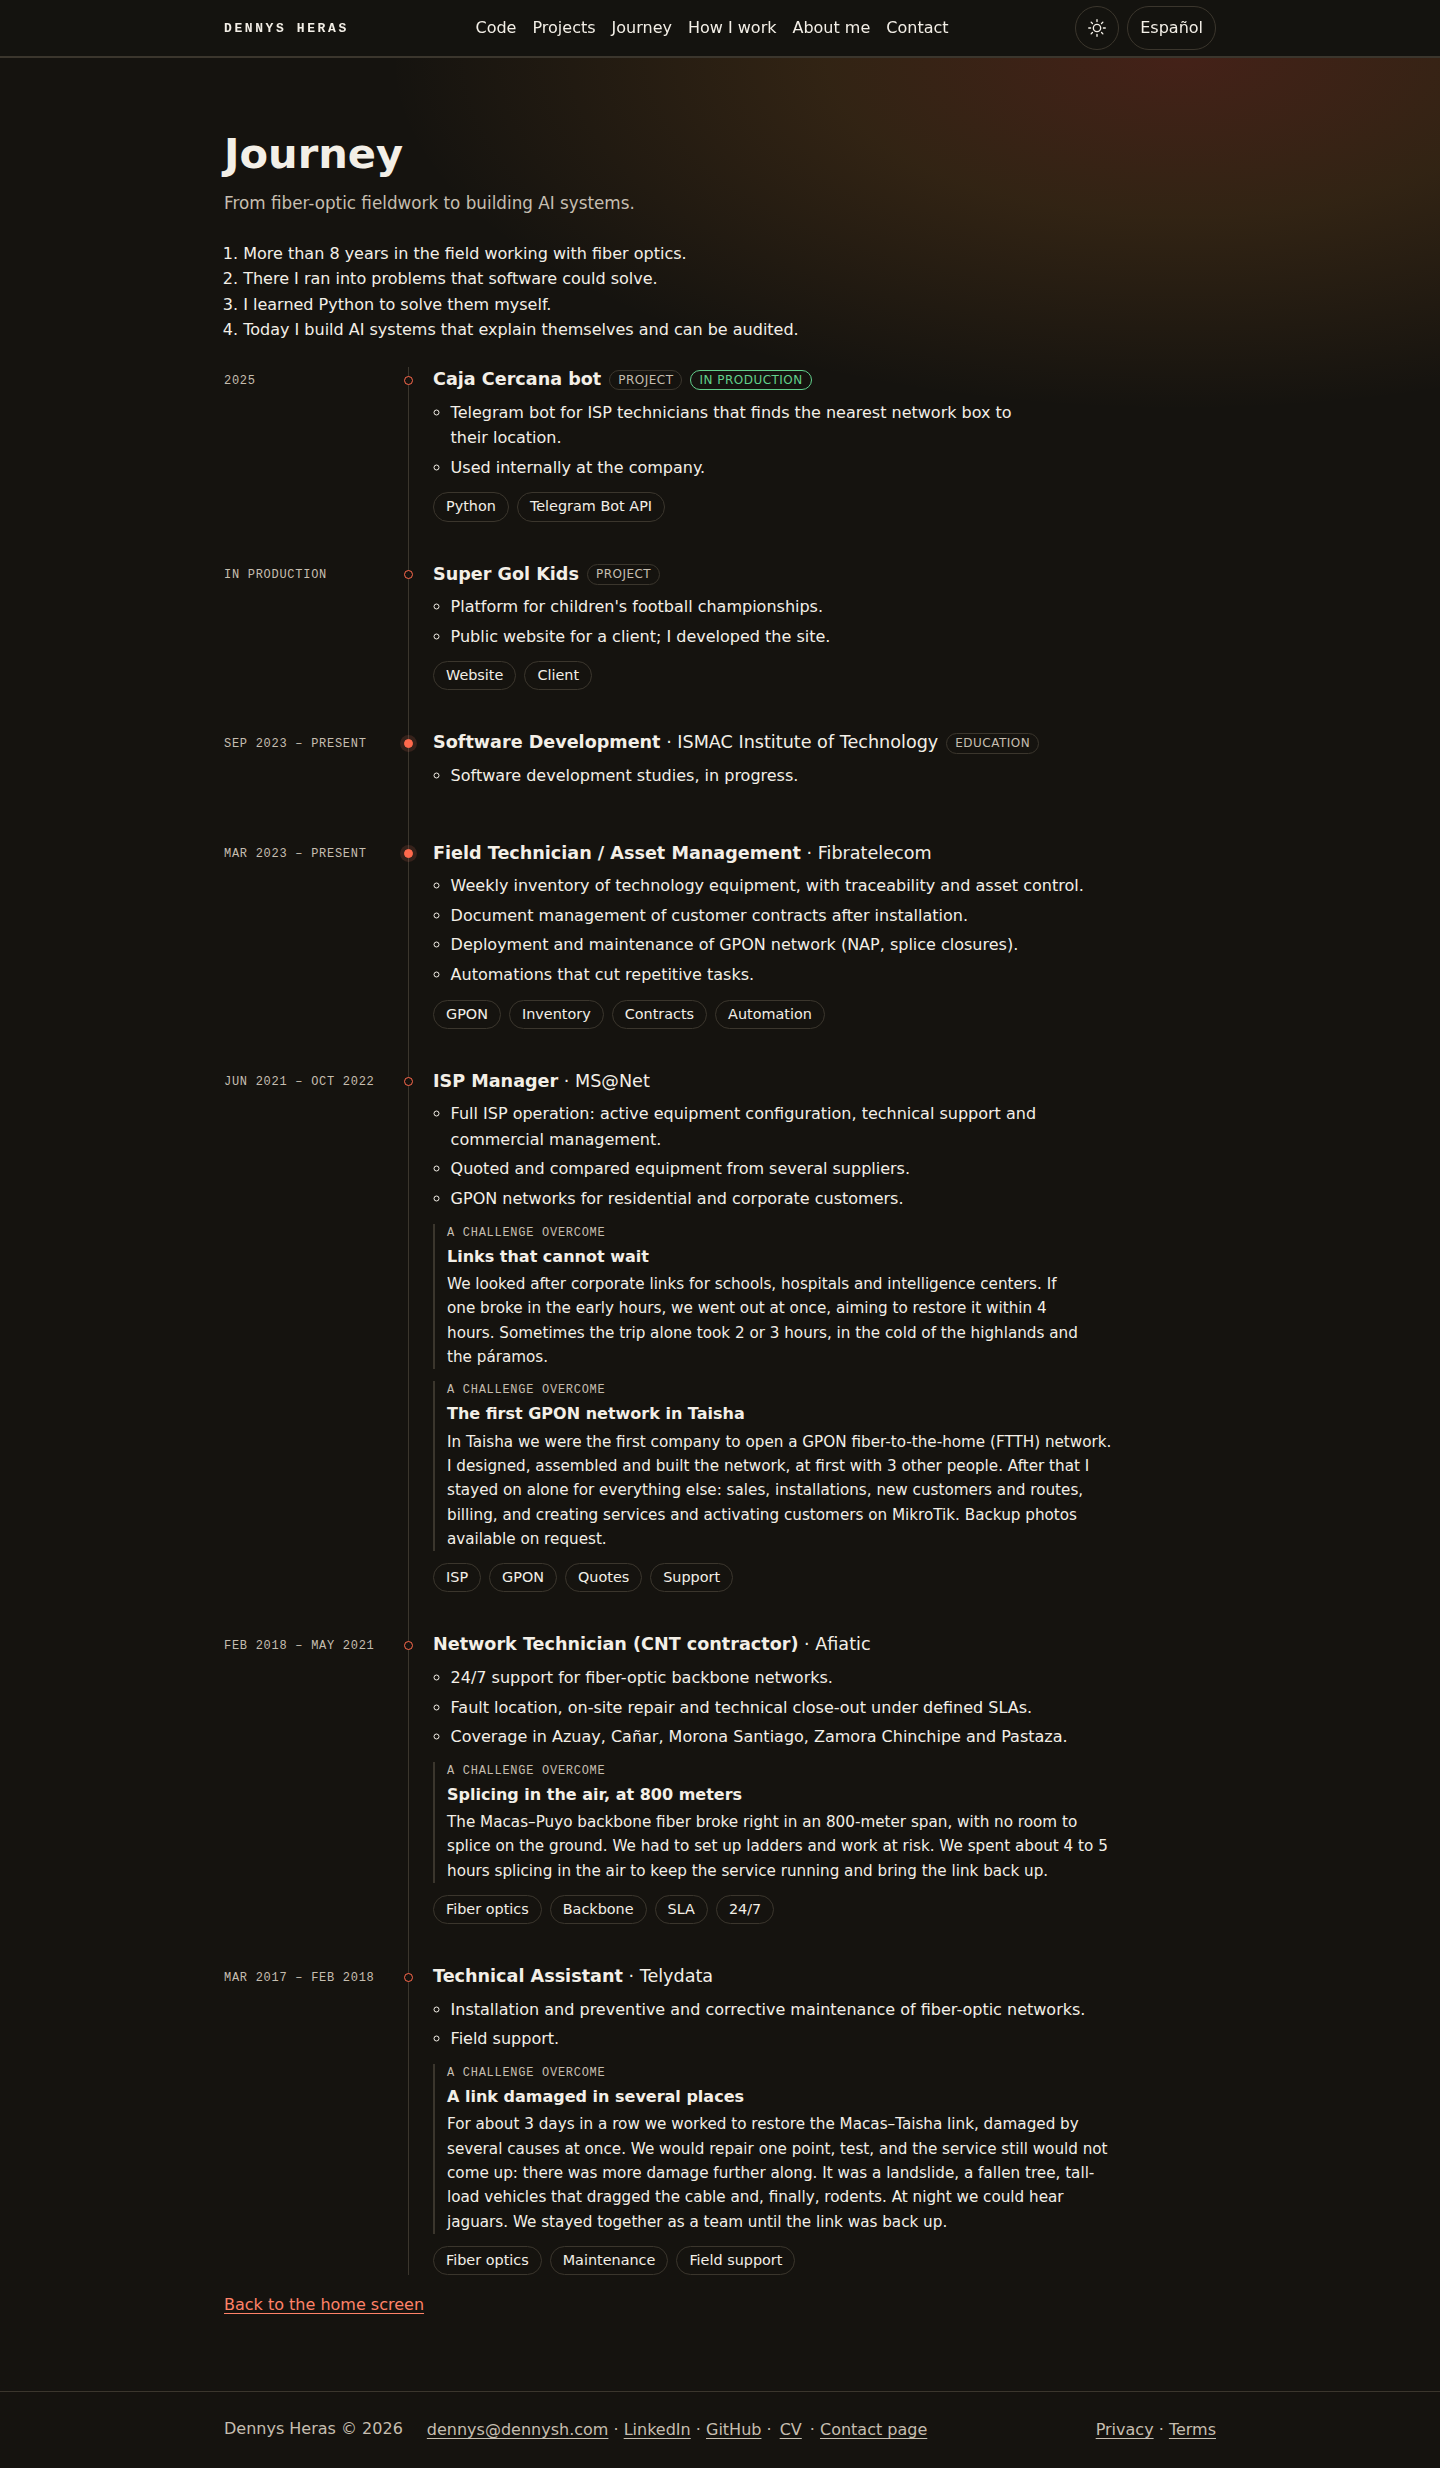 DENNYS HERAS
Code Projects Journey How I work About me Contact
Español
Journey
From fiber-optic fieldwork to building AI systems.
1. More than 8 years in the field working with fiber optics.
2. There I ran into problems that software could solve.
3. I learned Python to solve them myself.
4. Today I build AI systems that explain themselves and can be audited.
2025
Caja Cercana bot PROJECT IN PRODUCTION
Telegram bot for ISP technicians that finds the nearest network box to
their location.
Used internally at the company.
Python Telegram Bot API
IN PRODUCTION
Super Gol Kids PROJECT
Platform for children's football championships.
Public website for a client; I developed the site.
Website Client
SEP 2023 – PRESENT
Software Development · ISMAC Institute of Technology EDUCATION
Software development studies, in progress.
MAR 2023 – PRESENT
Field Technician / Asset Management · Fibratelecom
Weekly inventory of technology equipment, with traceability and asset control.
Document management of customer contracts after installation.
Deployment and maintenance of GPON network (NAP, splice closures).
Automations that cut repetitive tasks.
GPON Inventory Contracts Automation
JUN 2021 – OCT 2022
ISP Manager · MS@Net
Full ISP operation: active equipment configuration, technical support and
commercial management.
Quoted and compared equipment from several suppliers.
GPON networks for residential and corporate customers.
A CHALLENGE OVERCOME
Links that cannot wait
We looked after corporate links for schools, hospitals and intelligence centers. If
one broke in the early hours, we went out at once, aiming to restore it within 4
hours. Sometimes the trip alone took 2 or 3 hours, in the cold of the highlands and
the páramos.
A CHALLENGE OVERCOME
The first GPON network in Taisha
In Taisha we were the first company to open a GPON fiber-to-the-home (FTTH) network.
I designed, assembled and built the network, at first with 3 other people. After that I
stayed on alone for everything else: sales, installations, new customers and routes,
billing, and creating services and activating customers on MikroTik. Backup photos
available on request.
ISP GPON Quotes Support
FEB 2018 – MAY 2021
Network Technician (CNT contractor) · Afiatic
24/7 support for fiber-optic backbone networks.
Fault location, on-site repair and technical close-out under defined SLAs.
Coverage in Azuay, Cañar, Morona Santiago, Zamora Chinchipe and Pastaza.
A CHALLENGE OVERCOME
Splicing in the air, at 800 meters
The Macas–Puyo backbone fiber broke right in an 800-meter span, with no room to
splice on the ground. We had to set up ladders and work at risk. We spent about 4 to 5
hours splicing in the air to keep the service running and bring the link back up.
Fiber optics Backbone SLA 24/7
MAR 2017 – FEB 2018
Technical Assistant · Telydata
Installation and preventive and corrective maintenance of fiber-optic networks.
Field support.
A CHALLENGE OVERCOME
A link damaged in several places
For about 3 days in a row we worked to restore the Macas–Taisha link, damaged by
several causes at once. We would repair one point, test, and the service still would not
come up: there was more damage further along. It was a landslide, a fallen tree, tall-
load vehicles that dragged the cable and, finally, rodents. At night we could hear
jaguars. We stayed together as a team until the link was back up.
Fiber optics Maintenance Field support
Back to the home screen
Dennys Heras © 2026 dennys@dennysh.com · LinkedIn · GitHub · CV · Contact page Privacy · Terms